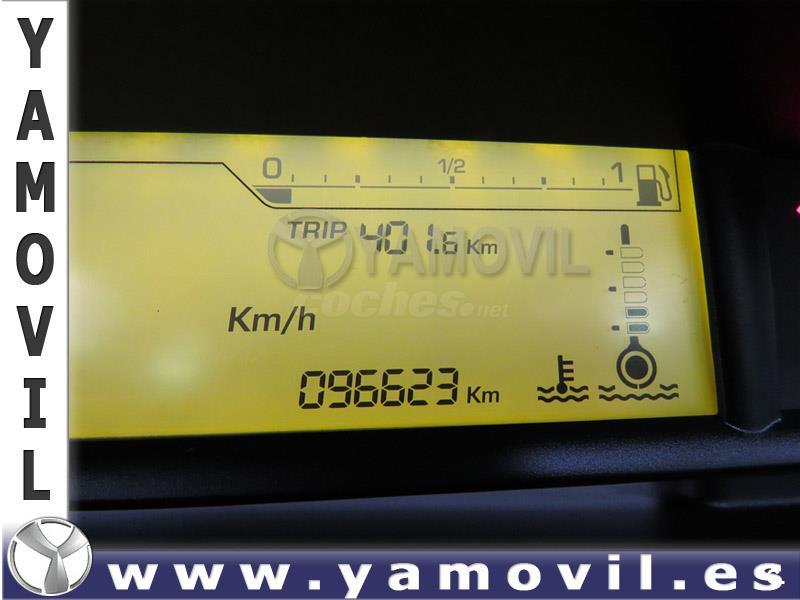 YAMOVIL
0 1/2 1
TRIP 401.6 Km
YAMOVIL
coches.net
Km/h
096623 Km
www.yamovil.es